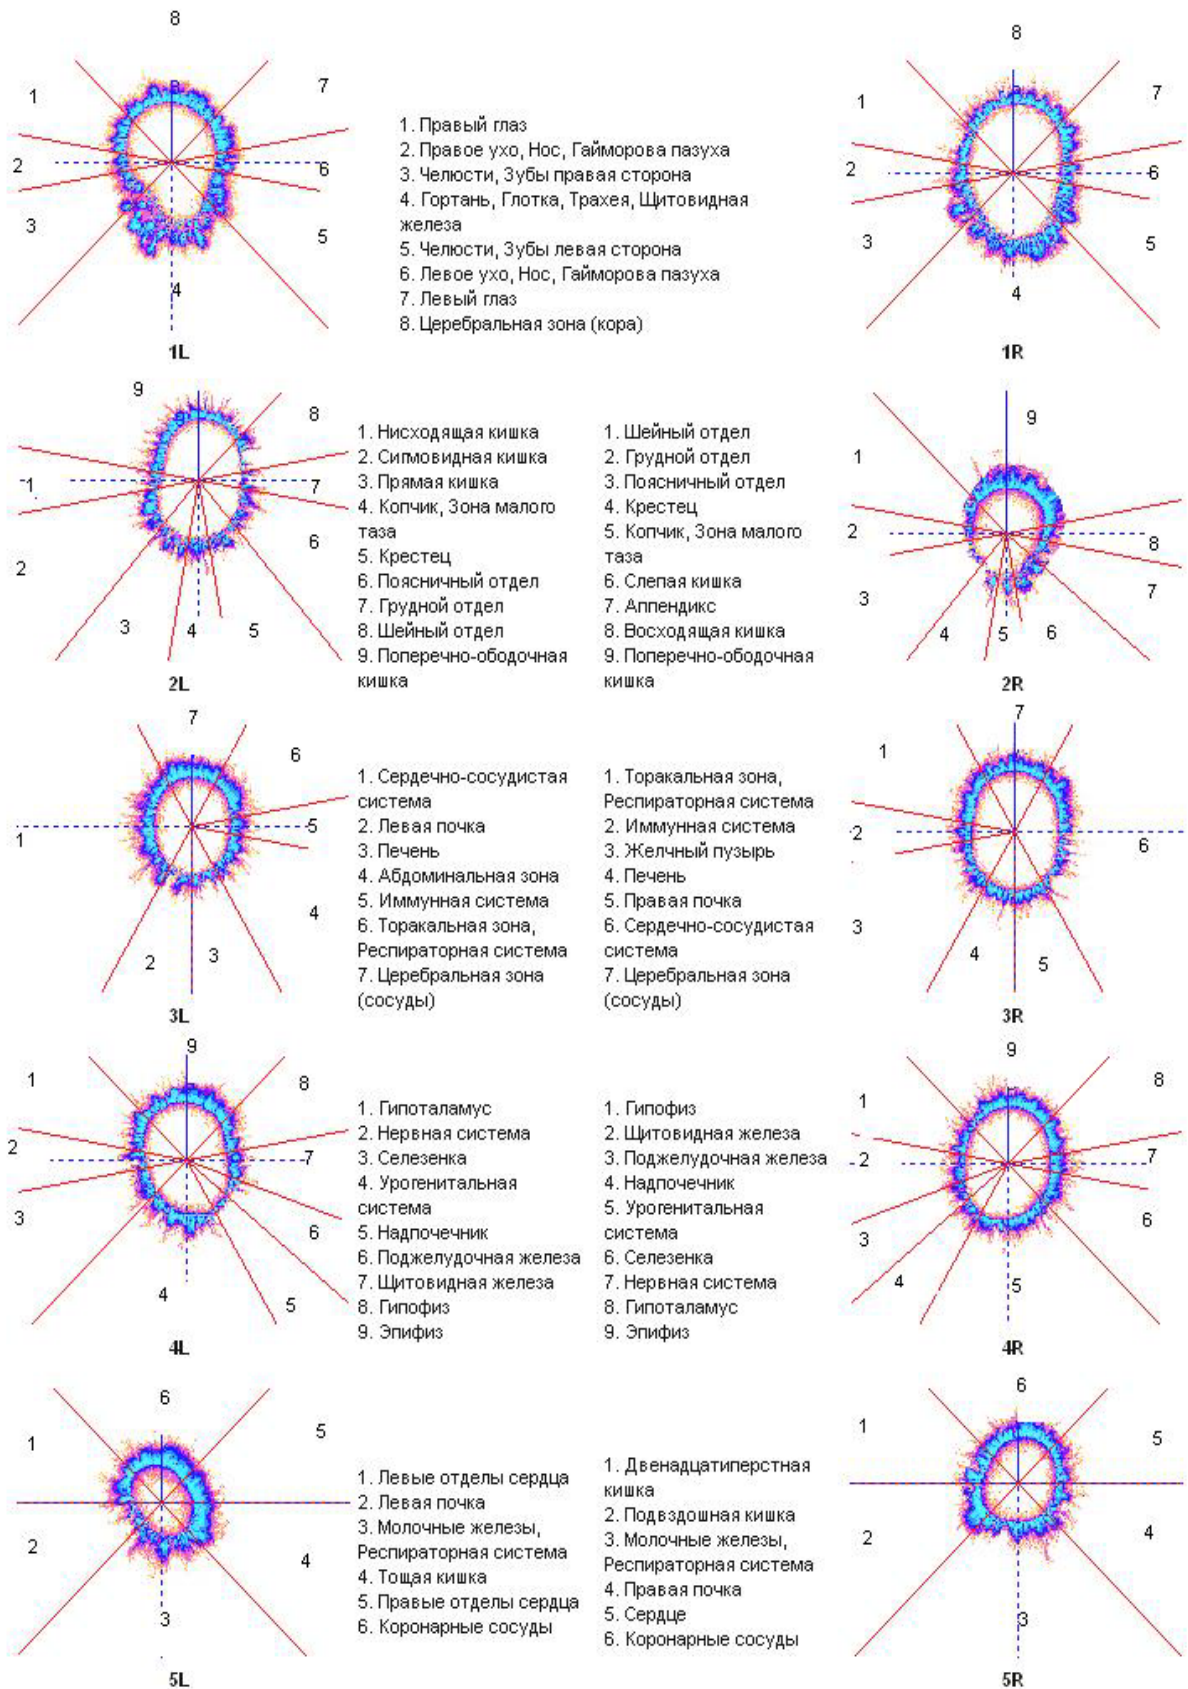 8
1
7
2
6
3
5
4
1L
1. Правый глаз
2. Правое ухо, Нос, Гайморова пазуха
3. Челюсти, Зубы правая сторона
4. Гортань, Глотка, Трахея, Щитовидная
железа
5. Челюсти, Зубы левая сторона
6. Левое ухо, Нос, Гайморова пазуха
7. Левый глаз
8. Церебральная зона (кора)
8
1
7
2
6
3
5
4
1R
9
8
1
7
2
6
3
4
5
2L
1. Нисходящая кишка
2. Сигмовидная кишка
3. Прямая кишка
4. Копчик, Зона малого
таза
5. Крестец
6. Поясничный отдел
7. Грудной отдел
8. Шейный отдел
9. Поперечно-ободочная
кишка
1. Шейный отдел
2. Грудной отдел
3. Поясничный отдел
4. Крестец
5. Копчик, Зона малого
таза
6. Слепая кишка
7. Аппендикс
8. Восходящая кишка
9. Поперечно-ободочная
кишка
9
1
2
8
3
7
4
5
6
2R
7
6
1
5
4
2
3
3L
1. Сердечно-сосудистая
система
2. Левая почка
3. Печень
4. Абдоминальная зона
5. Иммунная система
6. Торакальная зона,
Респираторная система
7. Церебральная зона
(сосуды)
1. Торакальная зона,
Респираторная система
2. Иммунная система
3. Желчный пузырь
4. Печень
5. Правая почка
6. Сердечно-сосудистая
система
7. Церебральная зона
(сосуды)
7
1
2
6
3
4
5
3R
9
1
8
2
7
3
6
4
5
4L
1. Гипоталамус
2. Нервная система
3. Селезенка
4. Урогенитальная
система
5. Надпочечник
6. Поджелудочная железа
7. Щитовидная железа
8. Гипофиз
9. Эпифиз
1. Гипофиз
2. Щитовидная железа
3. Поджелудочная железа
4. Надпочечник
5. Урогенитальная
система
6. Селезенка
7. Нервная система
8. Гипоталамус
9. Эпифиз
9
8
1
2
7
6
3
4
5
4R
6
1
5
2
4
3
5L
1. Левые отделы сердца
2. Левая почка
3. Молочные железы,
Респираторная система
4. Тощая кишка
5. Правые отделы сердца
6. Коронарные сосуды
1. Двенадцатиперстная
кишка
2. Подвздошная кишка
3. Молочные железы,
Респираторная система
4. Правая почка
5. Сердце
6. Коронарные сосуды
6
1
5
2
4
3
5R